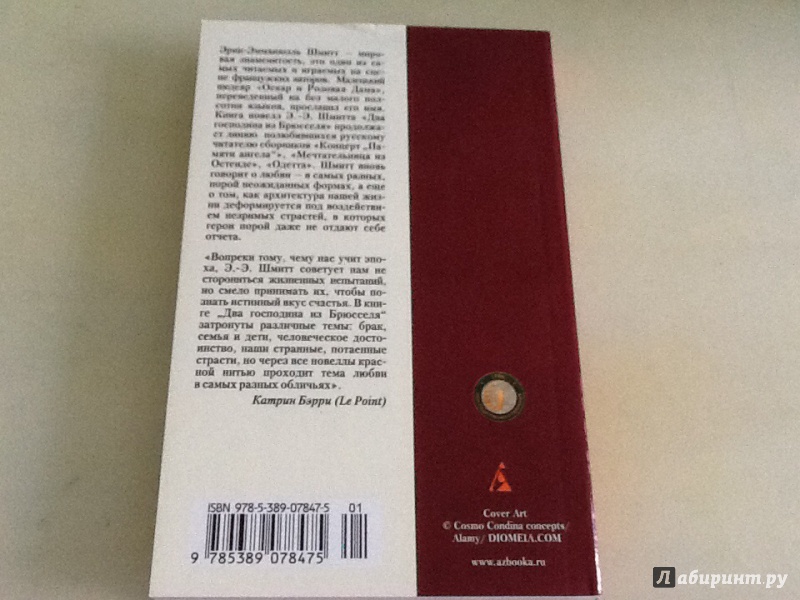 Эрик-Эмманюэль Шмитт – миро-
вая знаменитость, это один из са-
мых читаемых и играемых на сце-
не французских авторов. Маленький
шедевр «Оскар и Розовая Дама»,
переведенный на без малого пол-
сотни языков, прославил его имя.
Книга новелл Э.-Э. Шмитта «Два
господина из Брюсселя» продолжа-
ет линию полюбившихся русскому
читателю сборников «Концерт „Па-
мяти ангела“», «Мечтательница из
Остенде», «Одетта». Шмитт вновь
говорит о любви – в самых разных,
порой неожиданных формах, а еще
о том, как архитектура нашей жиз-
ни деформируется под воздействи-
ем незримых страстей, в которых
герои порой даже не отдают себе
отчета.
«Вопреки тому, чему нас учит эпо-
ха, Э.-Э. Шмитт советует нам не
сторониться жизненных испытаний,
но смело принимать их, чтобы по-
знать истинный вкус счастья. В кни-
ге „Два господина из Брюсселя“
затронуты различные темы: брак,
семья и дети, человеческое досто-
инство, наши странные, потаенные
страсти, но через все новеллы крас-
ной нитью проходит тема любви
в самых разных обличьях».
Катрин Бэрри (Le Point)
ISBN 978-5-389-07847-5 01
9 785389 078475
Cover Art
© Cosmo Condina concepts/
Alamy/ DIOMEIA.COM
www.azbooka.ru
Лабиринт.ру